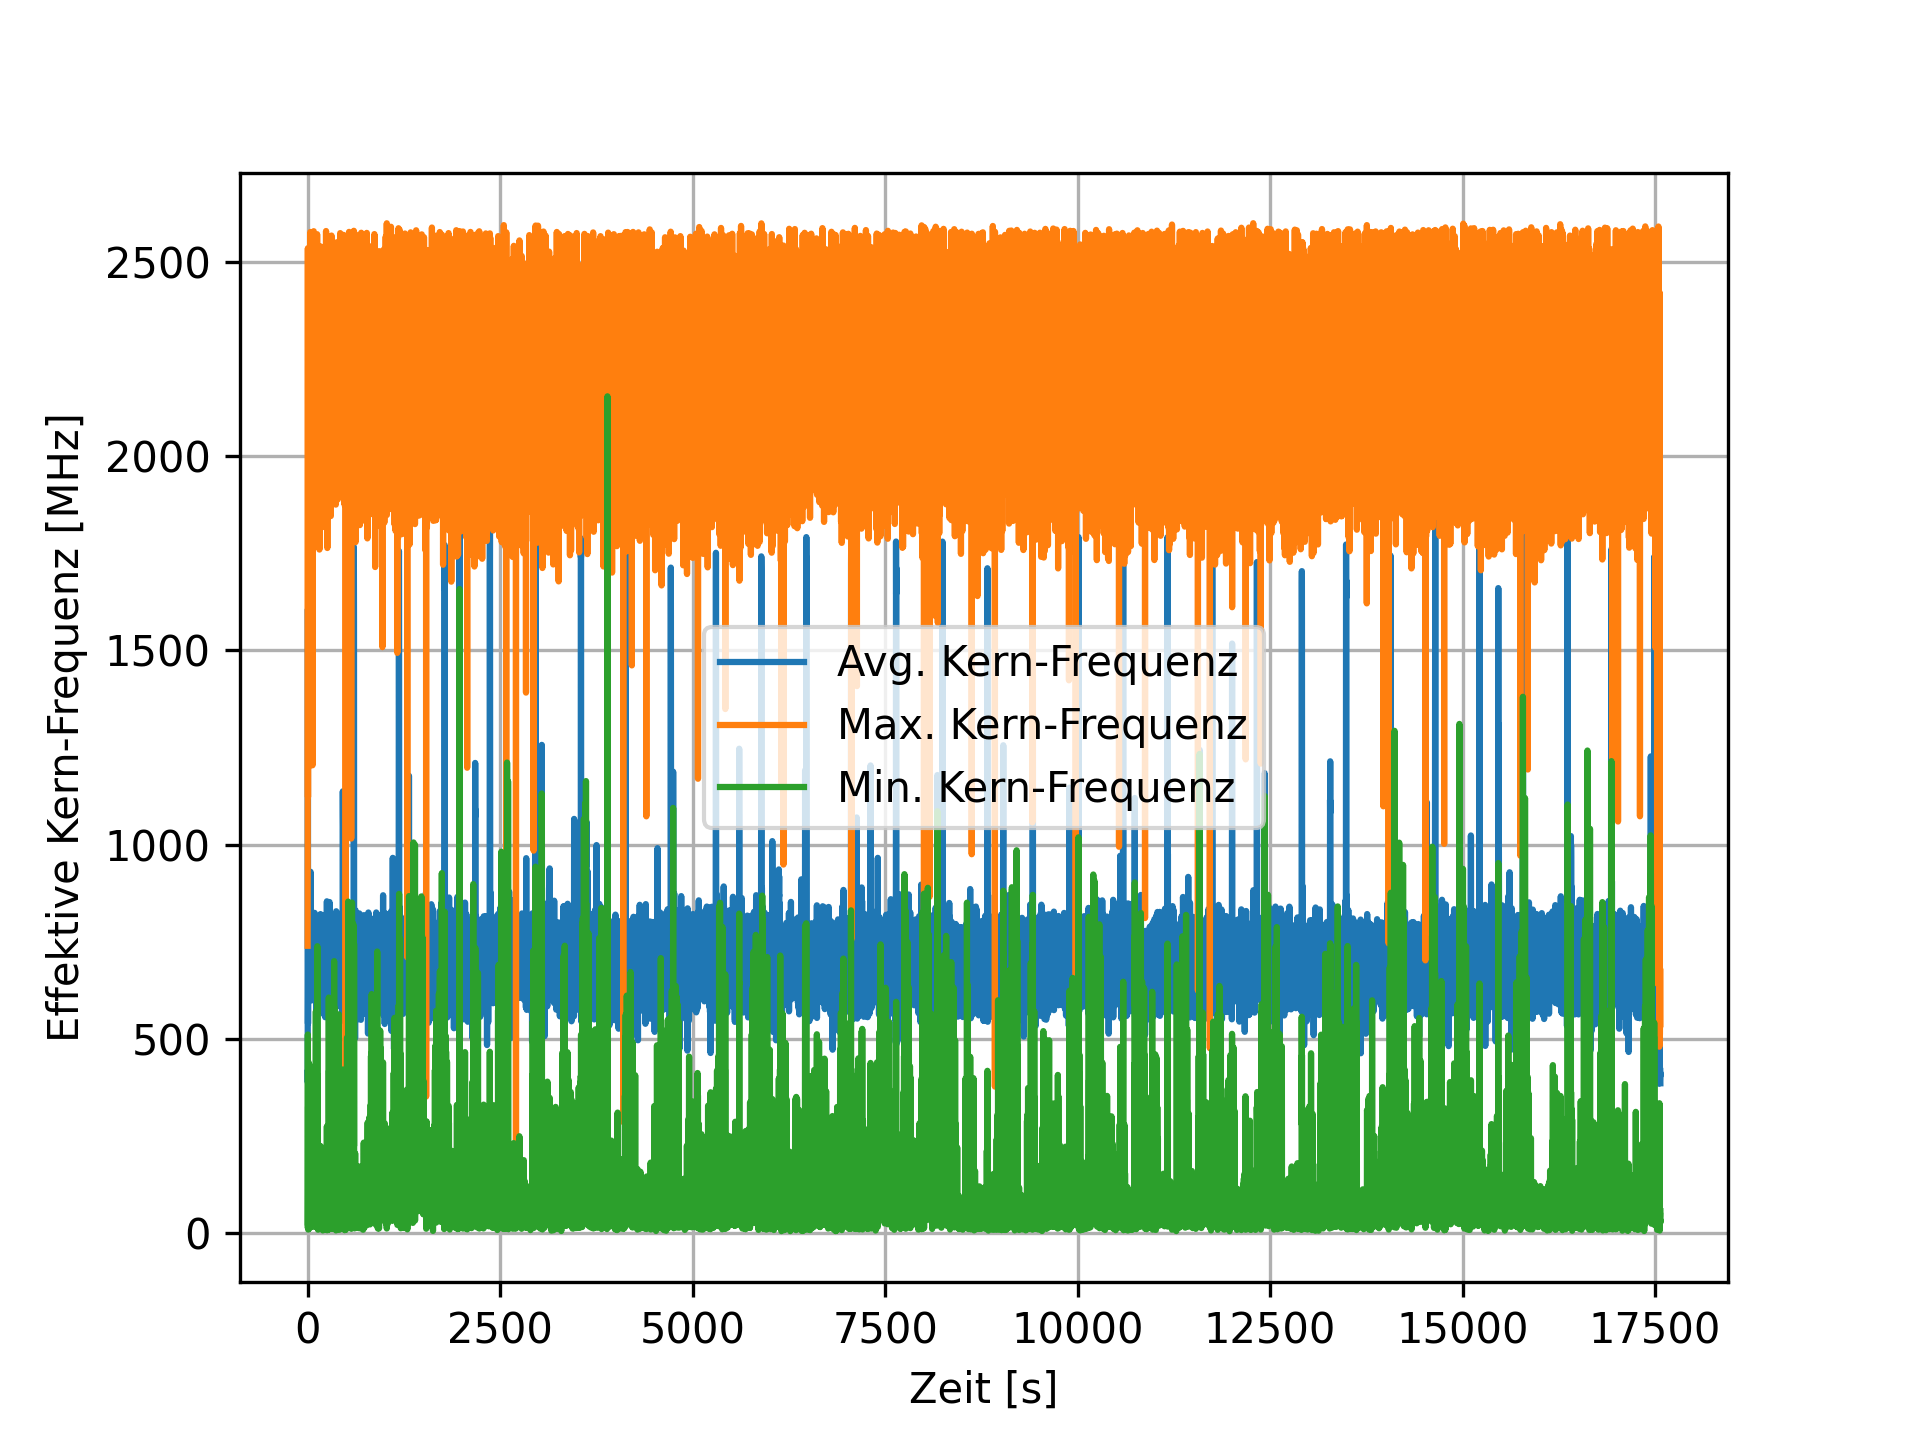 Effektive Kern-Frequenz [MHz]
2500
2000
1500
1000
500
0
Avg. Kern-Frequenz
Max. Kern-Frequenz
Min. Kern-Frequenz
0 2500 5000 7500 10000 12500 15000 17500
Zeit [s]